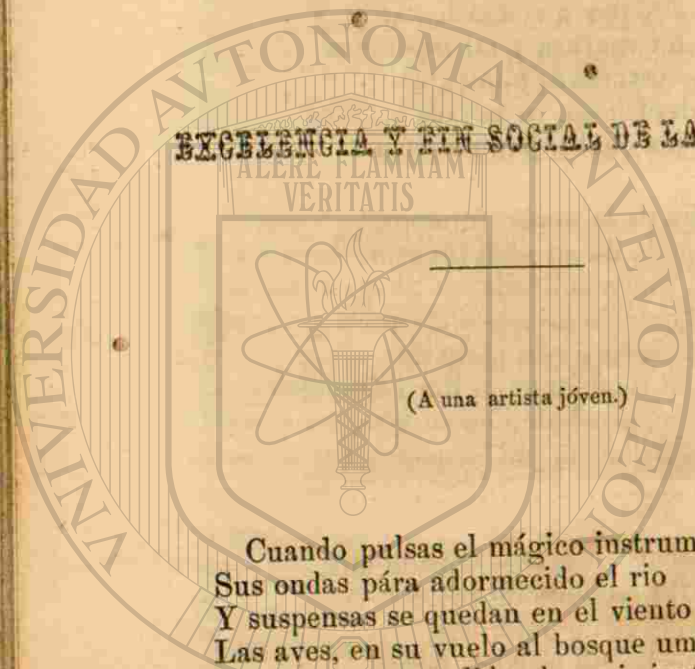 EXCELENCIA Y FIN SOCIAL DE LA
(A una artista jóven.)
Cuando pulsas el mágico instrum
Sus ondas pára adormecido el rio
Y suspensas se quedan en el viento
Las aves, en su vuelo al bosque um
UNIVERSIDAD AVTONOMA DE NVEVO LEON
ALERE FLAMMAM
VERITATIS